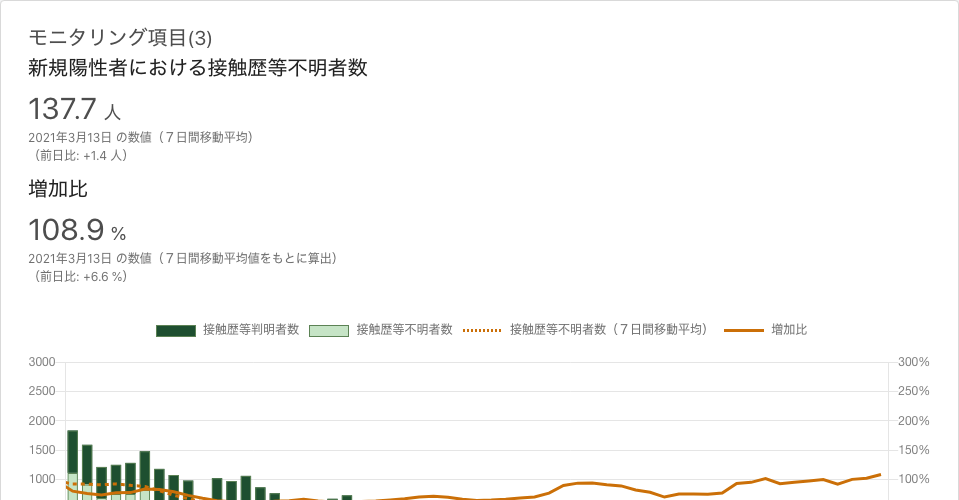 モニタリング項目(3)
新規陽性者における接触歴等不明者数
137.7 人
2021年3月13日 の数値（７日間移動平均）
（前日比: +1.4 人）
増加比
108.9 %
2021年3月13日 の数値（７日間移動平均値をもとに算出）
（前日比: +6.6 %）
接触歴等判明者数 接触歴等不明者数 接触歴等不明者数（７日間移動平均） 増加比
3000 300%
2500 250%
2000 200%
1500 150%
1000 100%